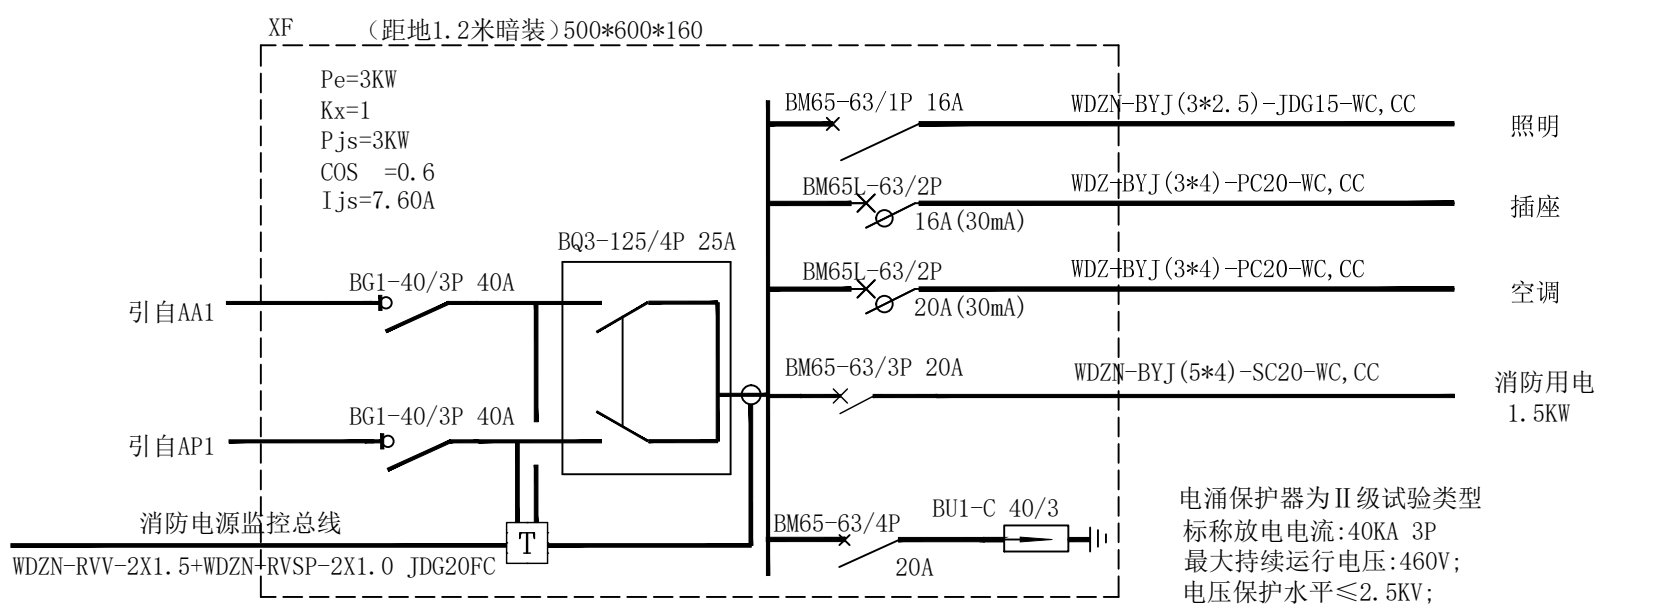 XF (距地1.2米暗装)500*600*160
Pe=3KW
Kx=1
Pjs=3KW
COS =0.6
Ijs=7.60A
BQ3-125/4P 25A
BG1-40/3P 40A
引自AA1
BG1-40/3P 40A
引自AP1
消防电源监控总线
T
WDZN-RVV-2X1.5+WDZN-RVSP-2X1.0 JDG20FC
BM65-63/1P 16A
WDZN-BYJ(3*2.5)-JDG15-WC,CC
照明
BM65L-63/2P
16A(30mA)
WDZ-BYJ(3*4)-PC20-WC,CC
插座
BM65L-63/2P
20A(30mA)
WDZ-BYJ(3*4)-PC20-WC,CC
空调
BM65-63/3P 20A
WDZN-BYJ(5*4)-SC20-WC,CC
消防用电
1.5KW
BM65-63/4P
20A
BU1-C 40/3
电涌保护器为Ⅱ级试验类型
标称放电电流:40KA 3P
最大持续运行电压:460V;
电压保护水平≤2.5KV;